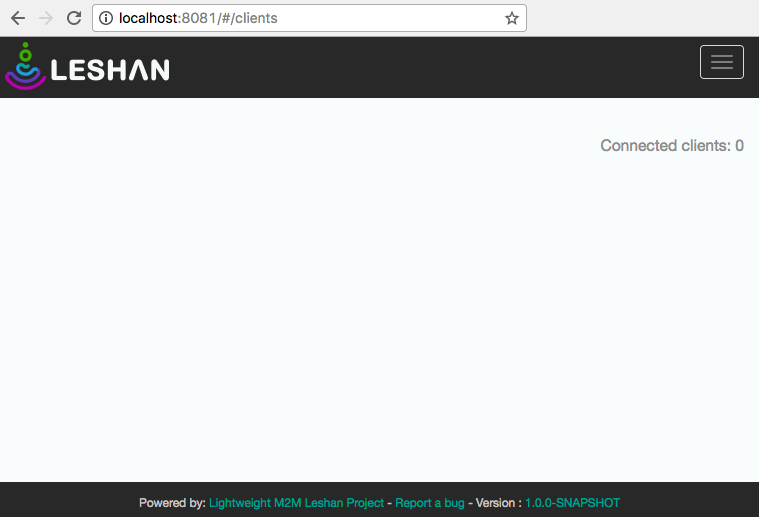 localhost:8081/#/clients
LESHAN
Connected clients: 0
Powered by: Lightweight M2M Leshan Project - Report a bug - Version : 1.0.0-SNAPSHOT